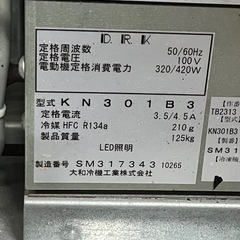 D.R.K
定格周波数 50/60Hz
定格電圧 100V
電動機定格消費電力 320/420W
型式 KN301B3
定格電流 3.5/4.5A
冷媒HFC R134a 210g
製品質量 125kg
LED照明
製造番号 SM317343 10265
大和冷機工業株式会社
TB2313
KN301B3